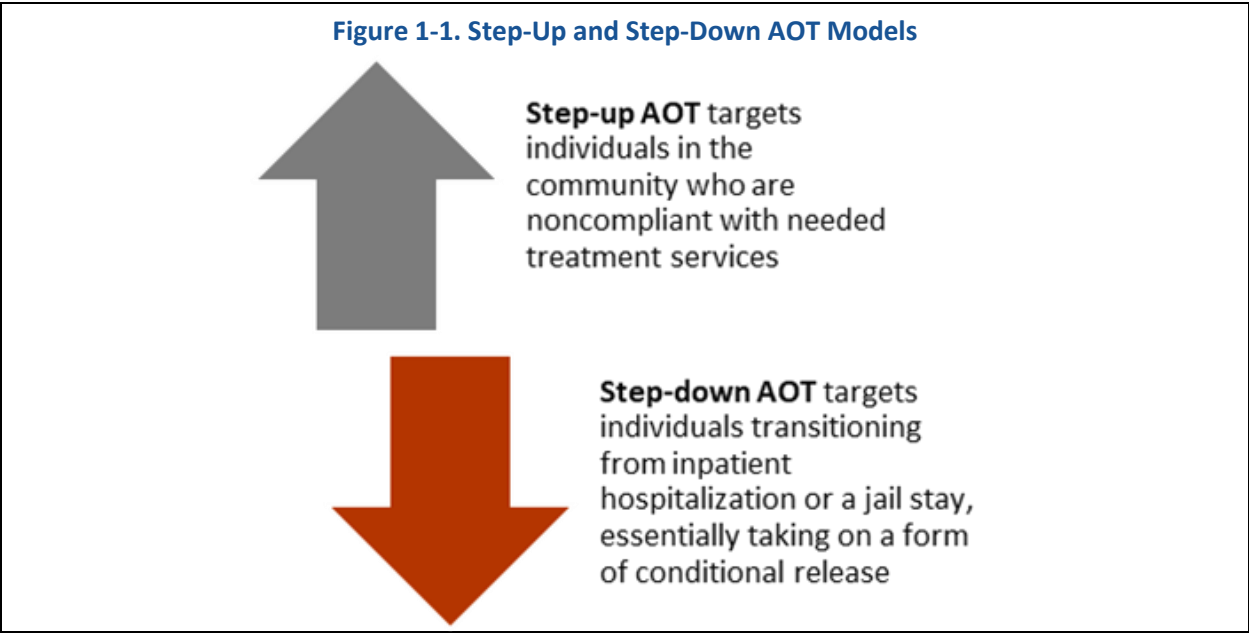 Figure 1-1. Step-Up and Step-Down AOT Models
Step-up AOT targets
individuals in the
community who are
noncompliant with needed
treatment services
Step-down AOT targets
individuals transitioning
from inpatient
hospitalization or a jail stay,
essentially taking on a form
of conditional release